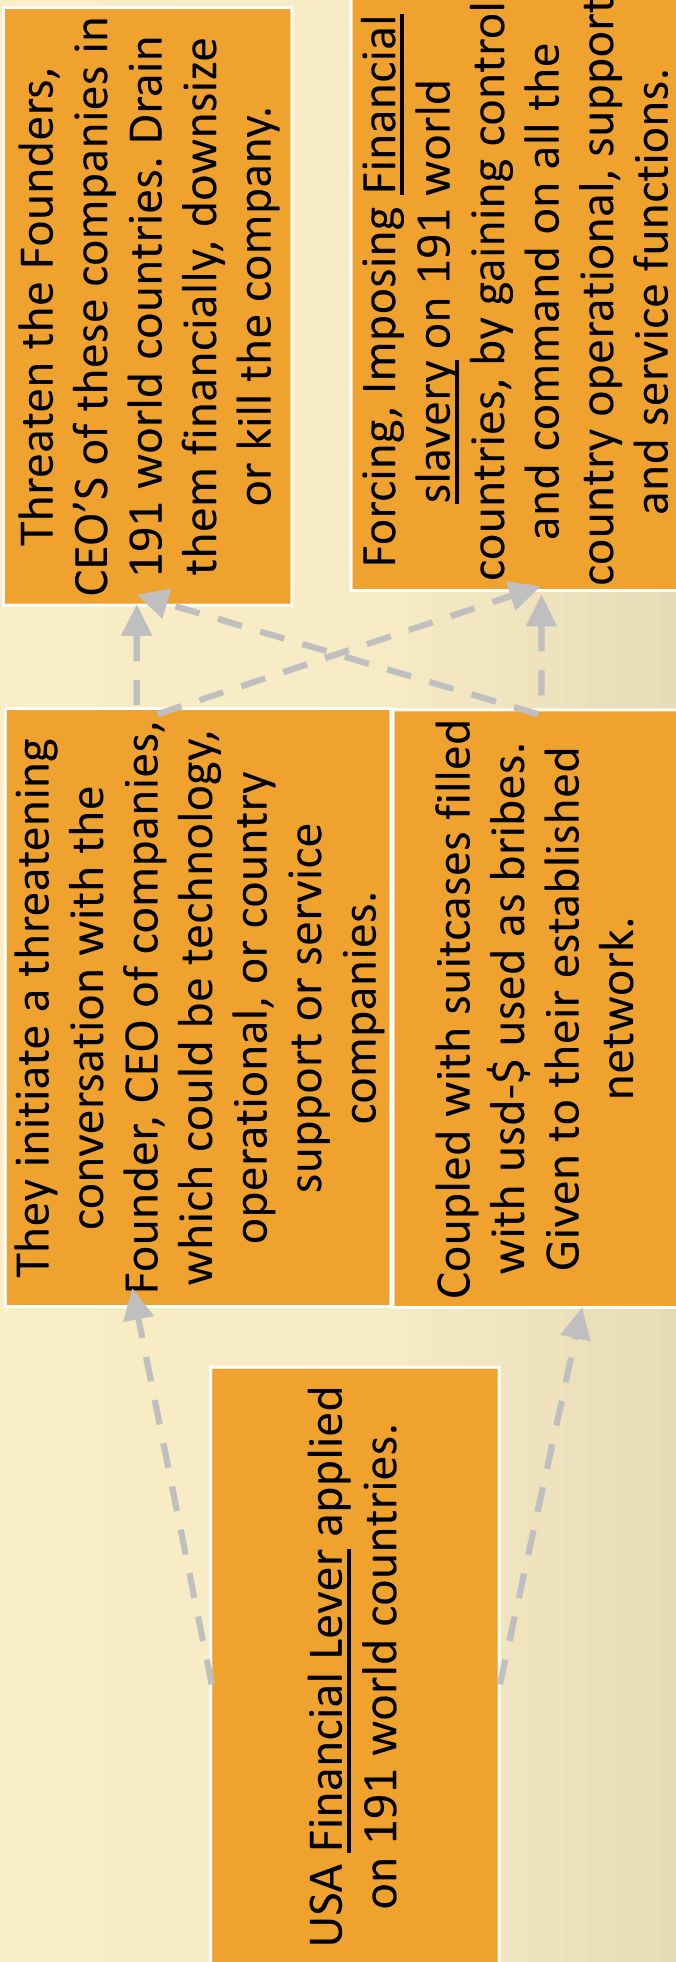 USA Financial Lever applied
on 191 world countries.
They initiate a threatening
conversation with the
Founder, CEO of companies,
which could be technology,
operational, or country
support or service
companies.
Coupled with suitcases filled
with usd-$ used as bribes.
Given to their established
network.
Threaten the Founders,
CEO’S of these companies in
191 world countries. Drain
them financially, downsize
or kill the company.
Forcing, Imposing Financial
slavery on 191 world
countries, by gaining control
and command on all the
country operational, support
and service functions.